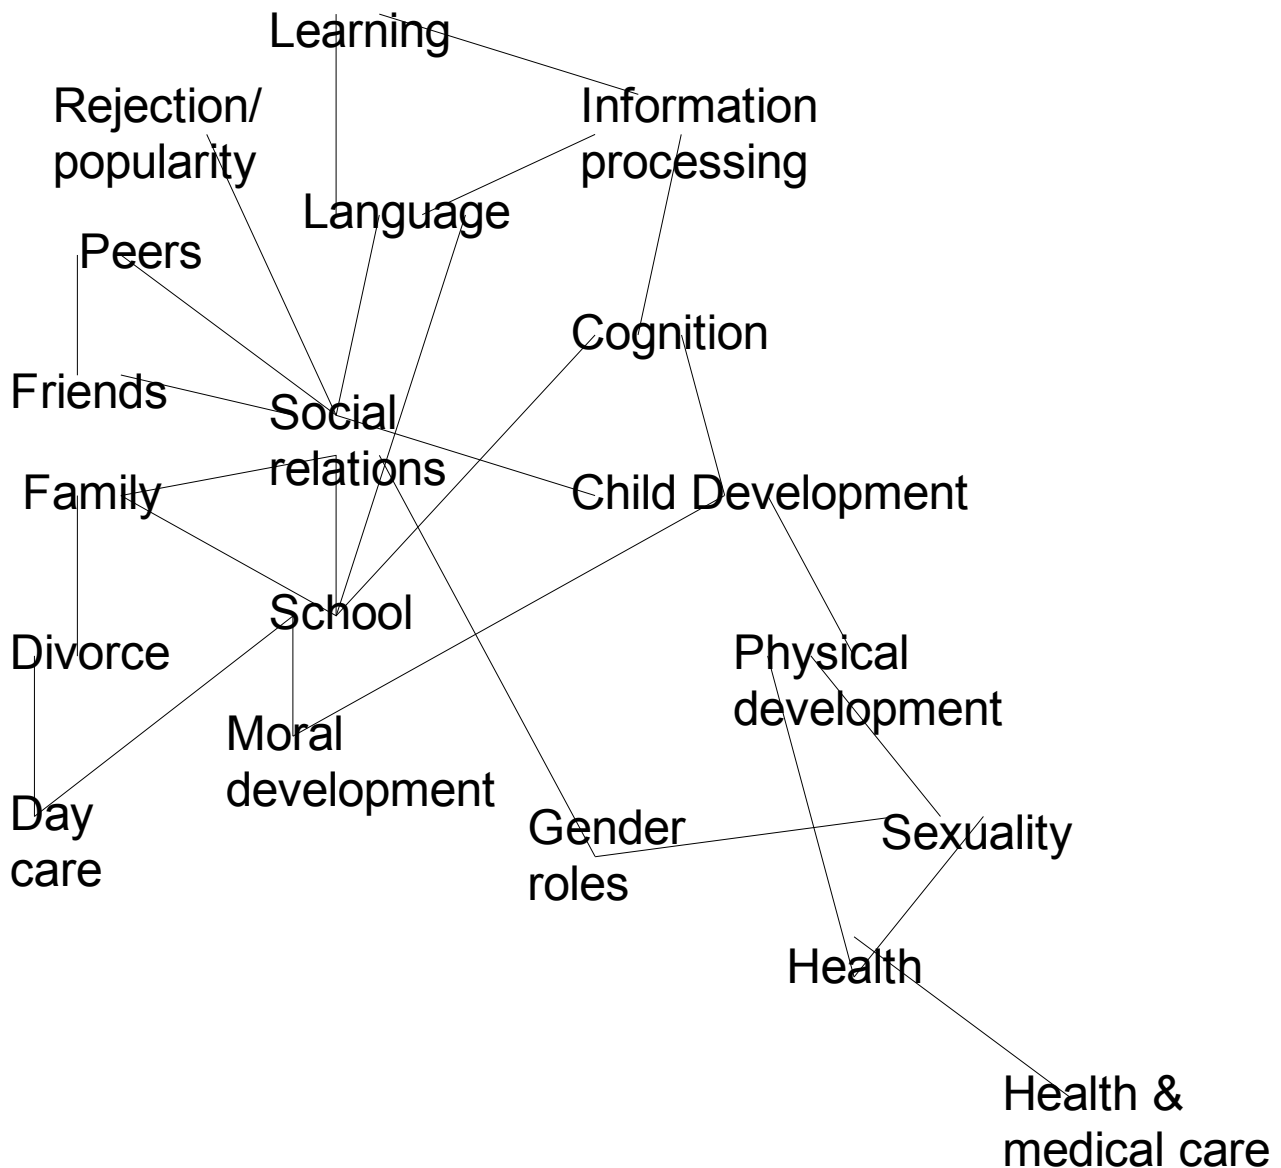 Learning
Rejection/
popularity
Information
processing
Language
Peers
Cognition
Friends
Social
relations
Family
Child Development
School
Divorce
Physical
development
Moral
development
Day
care
Gender
roles
Sexuality
Health
Health &
medical care